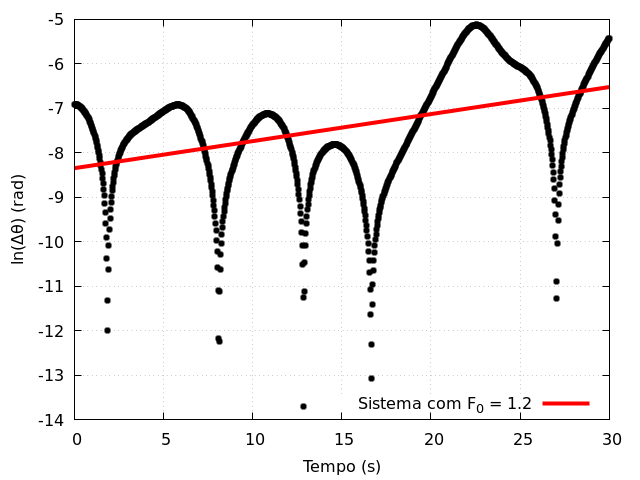 -5
-6
-7
-8
-9
-10
-11
-12
-13
-14
ln(Δθ) (rad)
Sistema com F₀ = 1.2
0 5 10 15 20 25 30
Tempo (s)